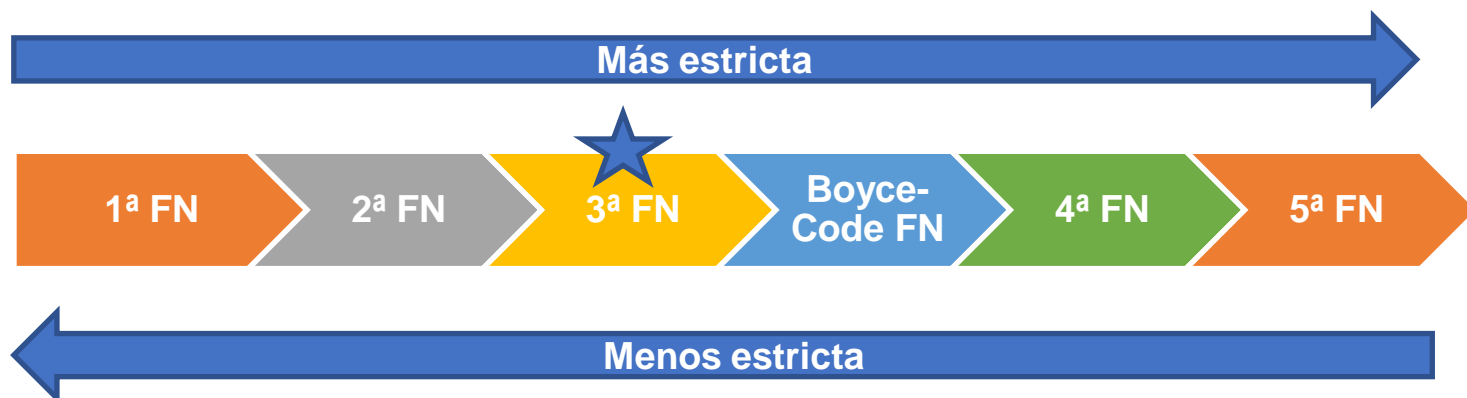 Más estricta
1ª FN
2ª FN
3ª FN
Boyce-
Code FN
4ª FN
5ª FN
Menos estricta